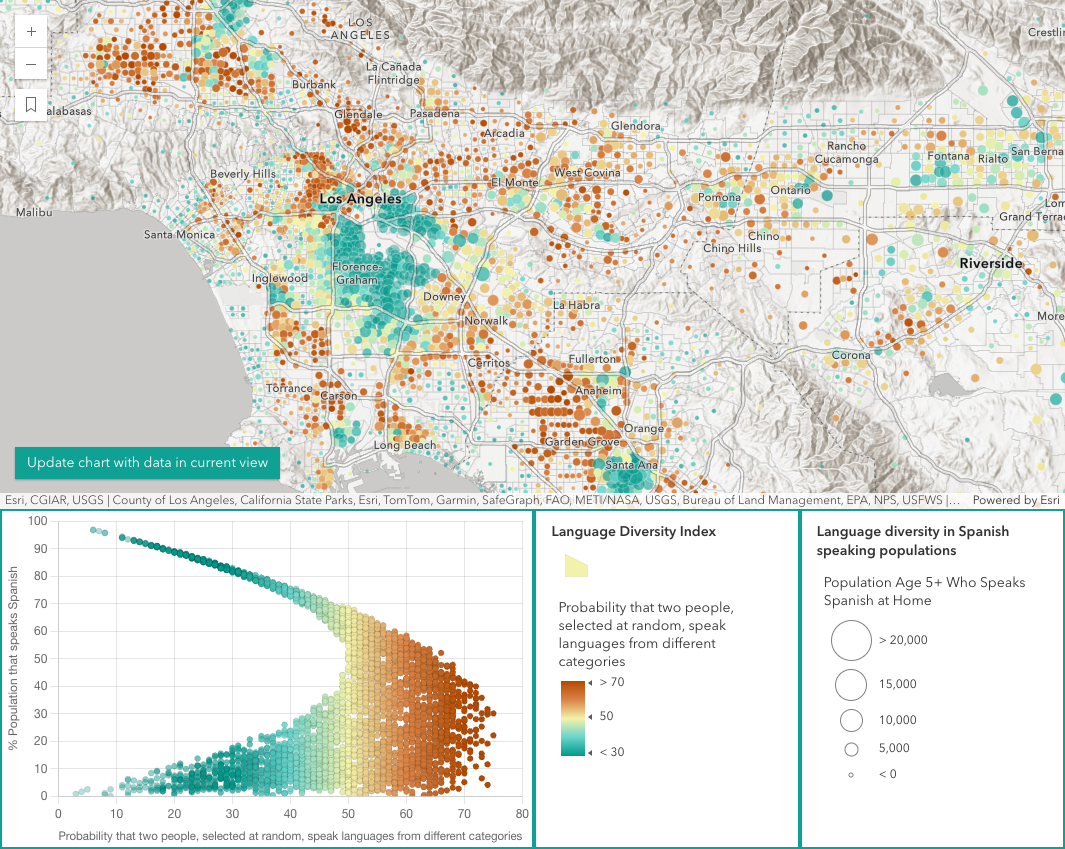 LOS
ANGELES
Crestlin
La Cañada
Flintridge
Burbank
alabasas
Glendale
Pasadena
Glendora
Arcadia
Rancho
Cucamonga
Fontana
Rialto
San Berna
Beverly Hills
El Monte
West Covina
Los Angeles
Pomona
Ontario
Lom
Grand Terrac
Malibu
Santa Monica
Chino
Chino Hills
Riverside
Inglewood
Florence-
Graham
Downey
La Habra
Norwalk
More
Corona
Cerritos
Fullerton
Torrance
Carson
Anaheim
Orange
Long Beach
Garden Grove
Santa Ana
Update chart with data in current view
Esri, CGIAR, USGS | County of Los Angeles, California State Parks, Esri, TomTom, Garmin, SafeGraph, FAO, METI/NASA, USGS, Bureau of Land Management, EPA, NPS, USFWS |... Powered by Esri
100
90
80
70
60
50
40
30
20
10
0
% Population that speaks Spanish
0 10 20 30 40 50 60 70 80
Probability that two people, selected at random, speak languages from different categories
Language Diversity Index
Probability that two people,
selected at random, speak
languages from different
categories
> 70
50
< 30
Language diversity in Spanish
speaking populations
Population Age 5+ Who Speaks
Spanish at Home
> 20,000
15,000
10,000
5,000
< 0